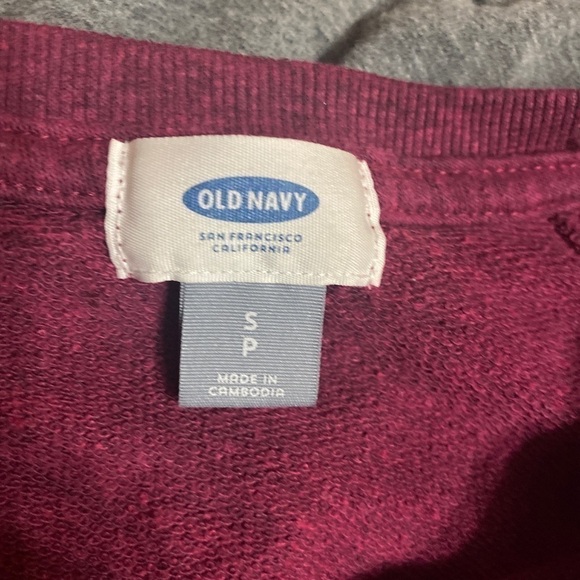 OLD NAVY
SAN FRANCISCO
CALIFORNIA
S
P
MADE IN
CAMBODIA